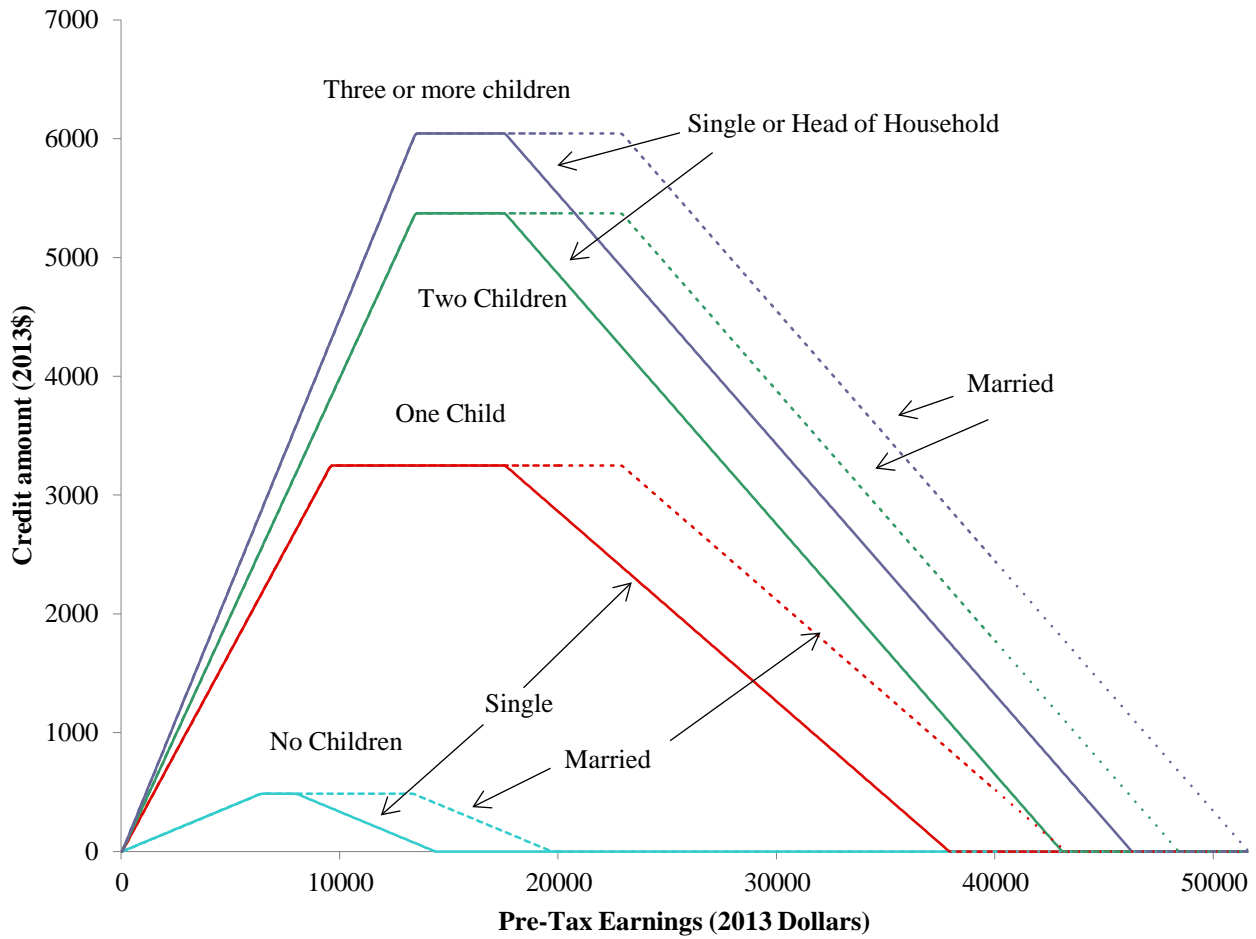 7000
6000
5000
4000
3000
2000
1000
0
Credit amount (2013$)
Three or more children
Single or Head of Household
Two Children
Married
One Child
Single
No Children
Married
0
10000
20000
30000
40000
50000
Pre-Tax Earnings (2013 Dollars)